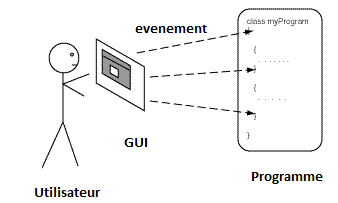 evenement
class myProgram
{
{
. . . . . . .
}
{
. . . . .
}
}
GUI
Utilisateur
Programme